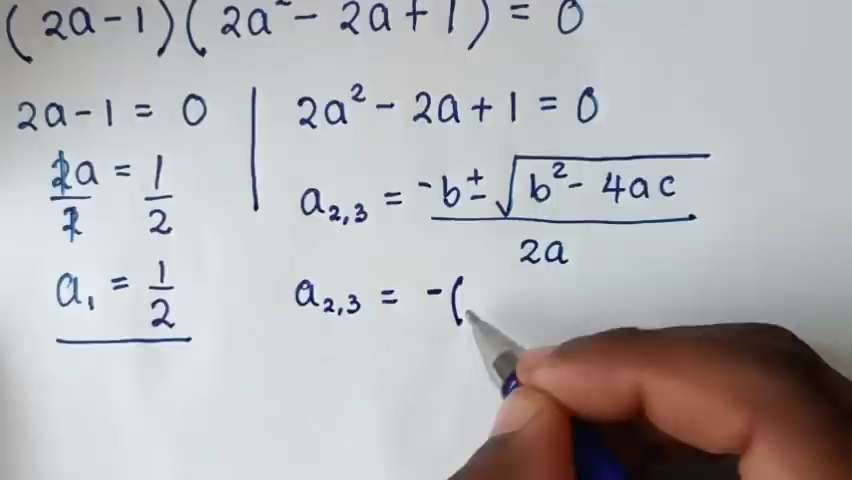 (2a-1)(2a²-2a+1)=0
2a-1=0 | 2a²-2a+1=0
2a/2 = 1/2
a₁ = 1/2
a₂,₃ = -b±√(b²-4ac) / 2a
a₂,₃ = -(